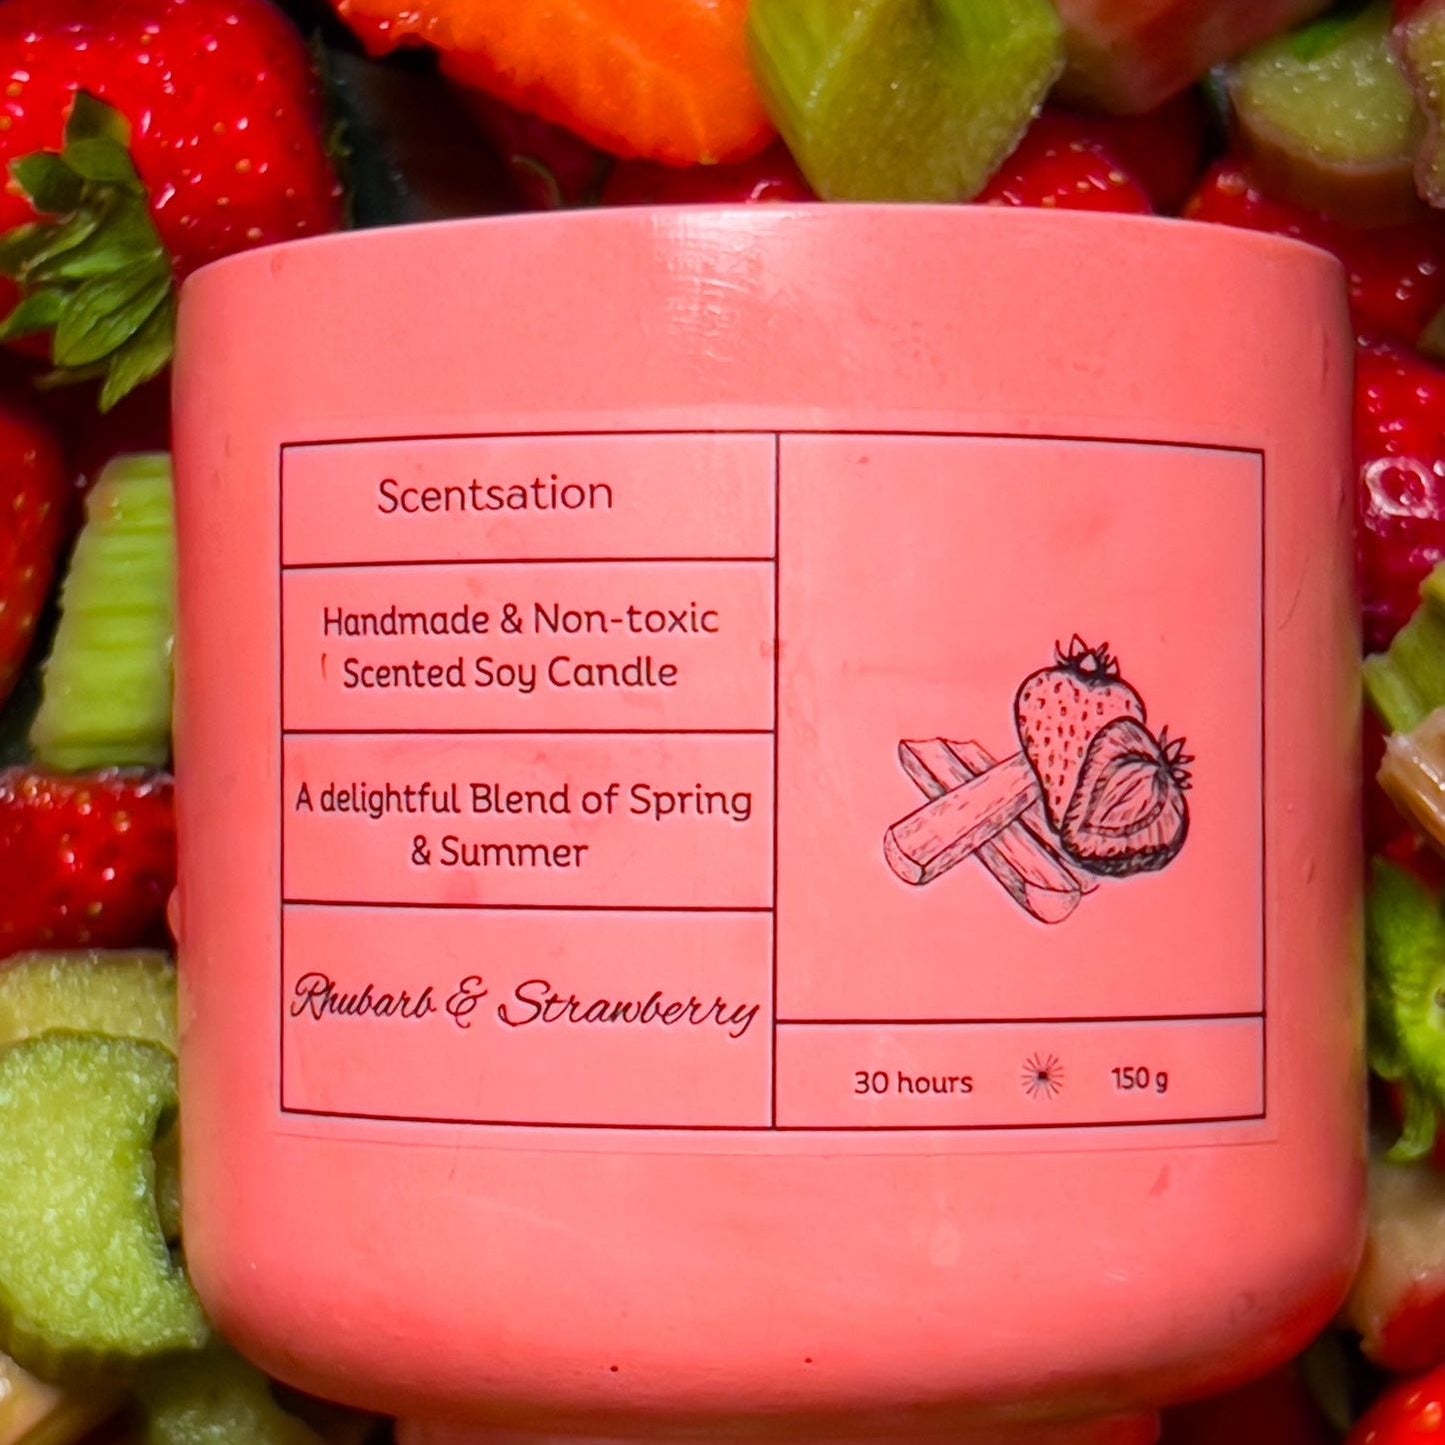 Scentsation
Handmade & Non-toxic
Scented Soy Candle
A delightful Blend of Spring
& Summer
Rhubarb & Strawberry
30 hours
150 g